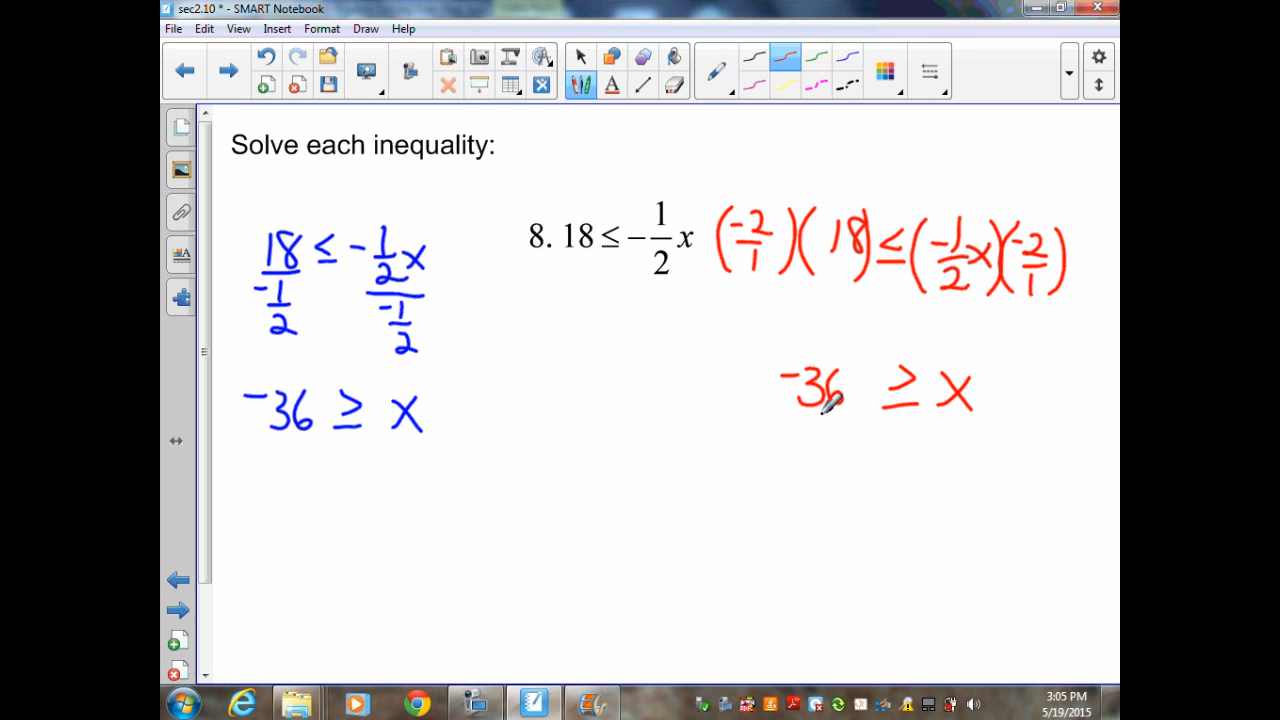 sec2.10 * - SMART Notebook
File Edit View Insert Format Draw Help
Solve each inequality:
18 ≤ -1/2 x
-1/2 -1/2
-36 ≥ x
8. 18 ≤ -1/2 x
(-2/1)(18) ≤ (-1/2 x)(-2/1)
-36 ≥ x
3:05 PM
5/19/2015